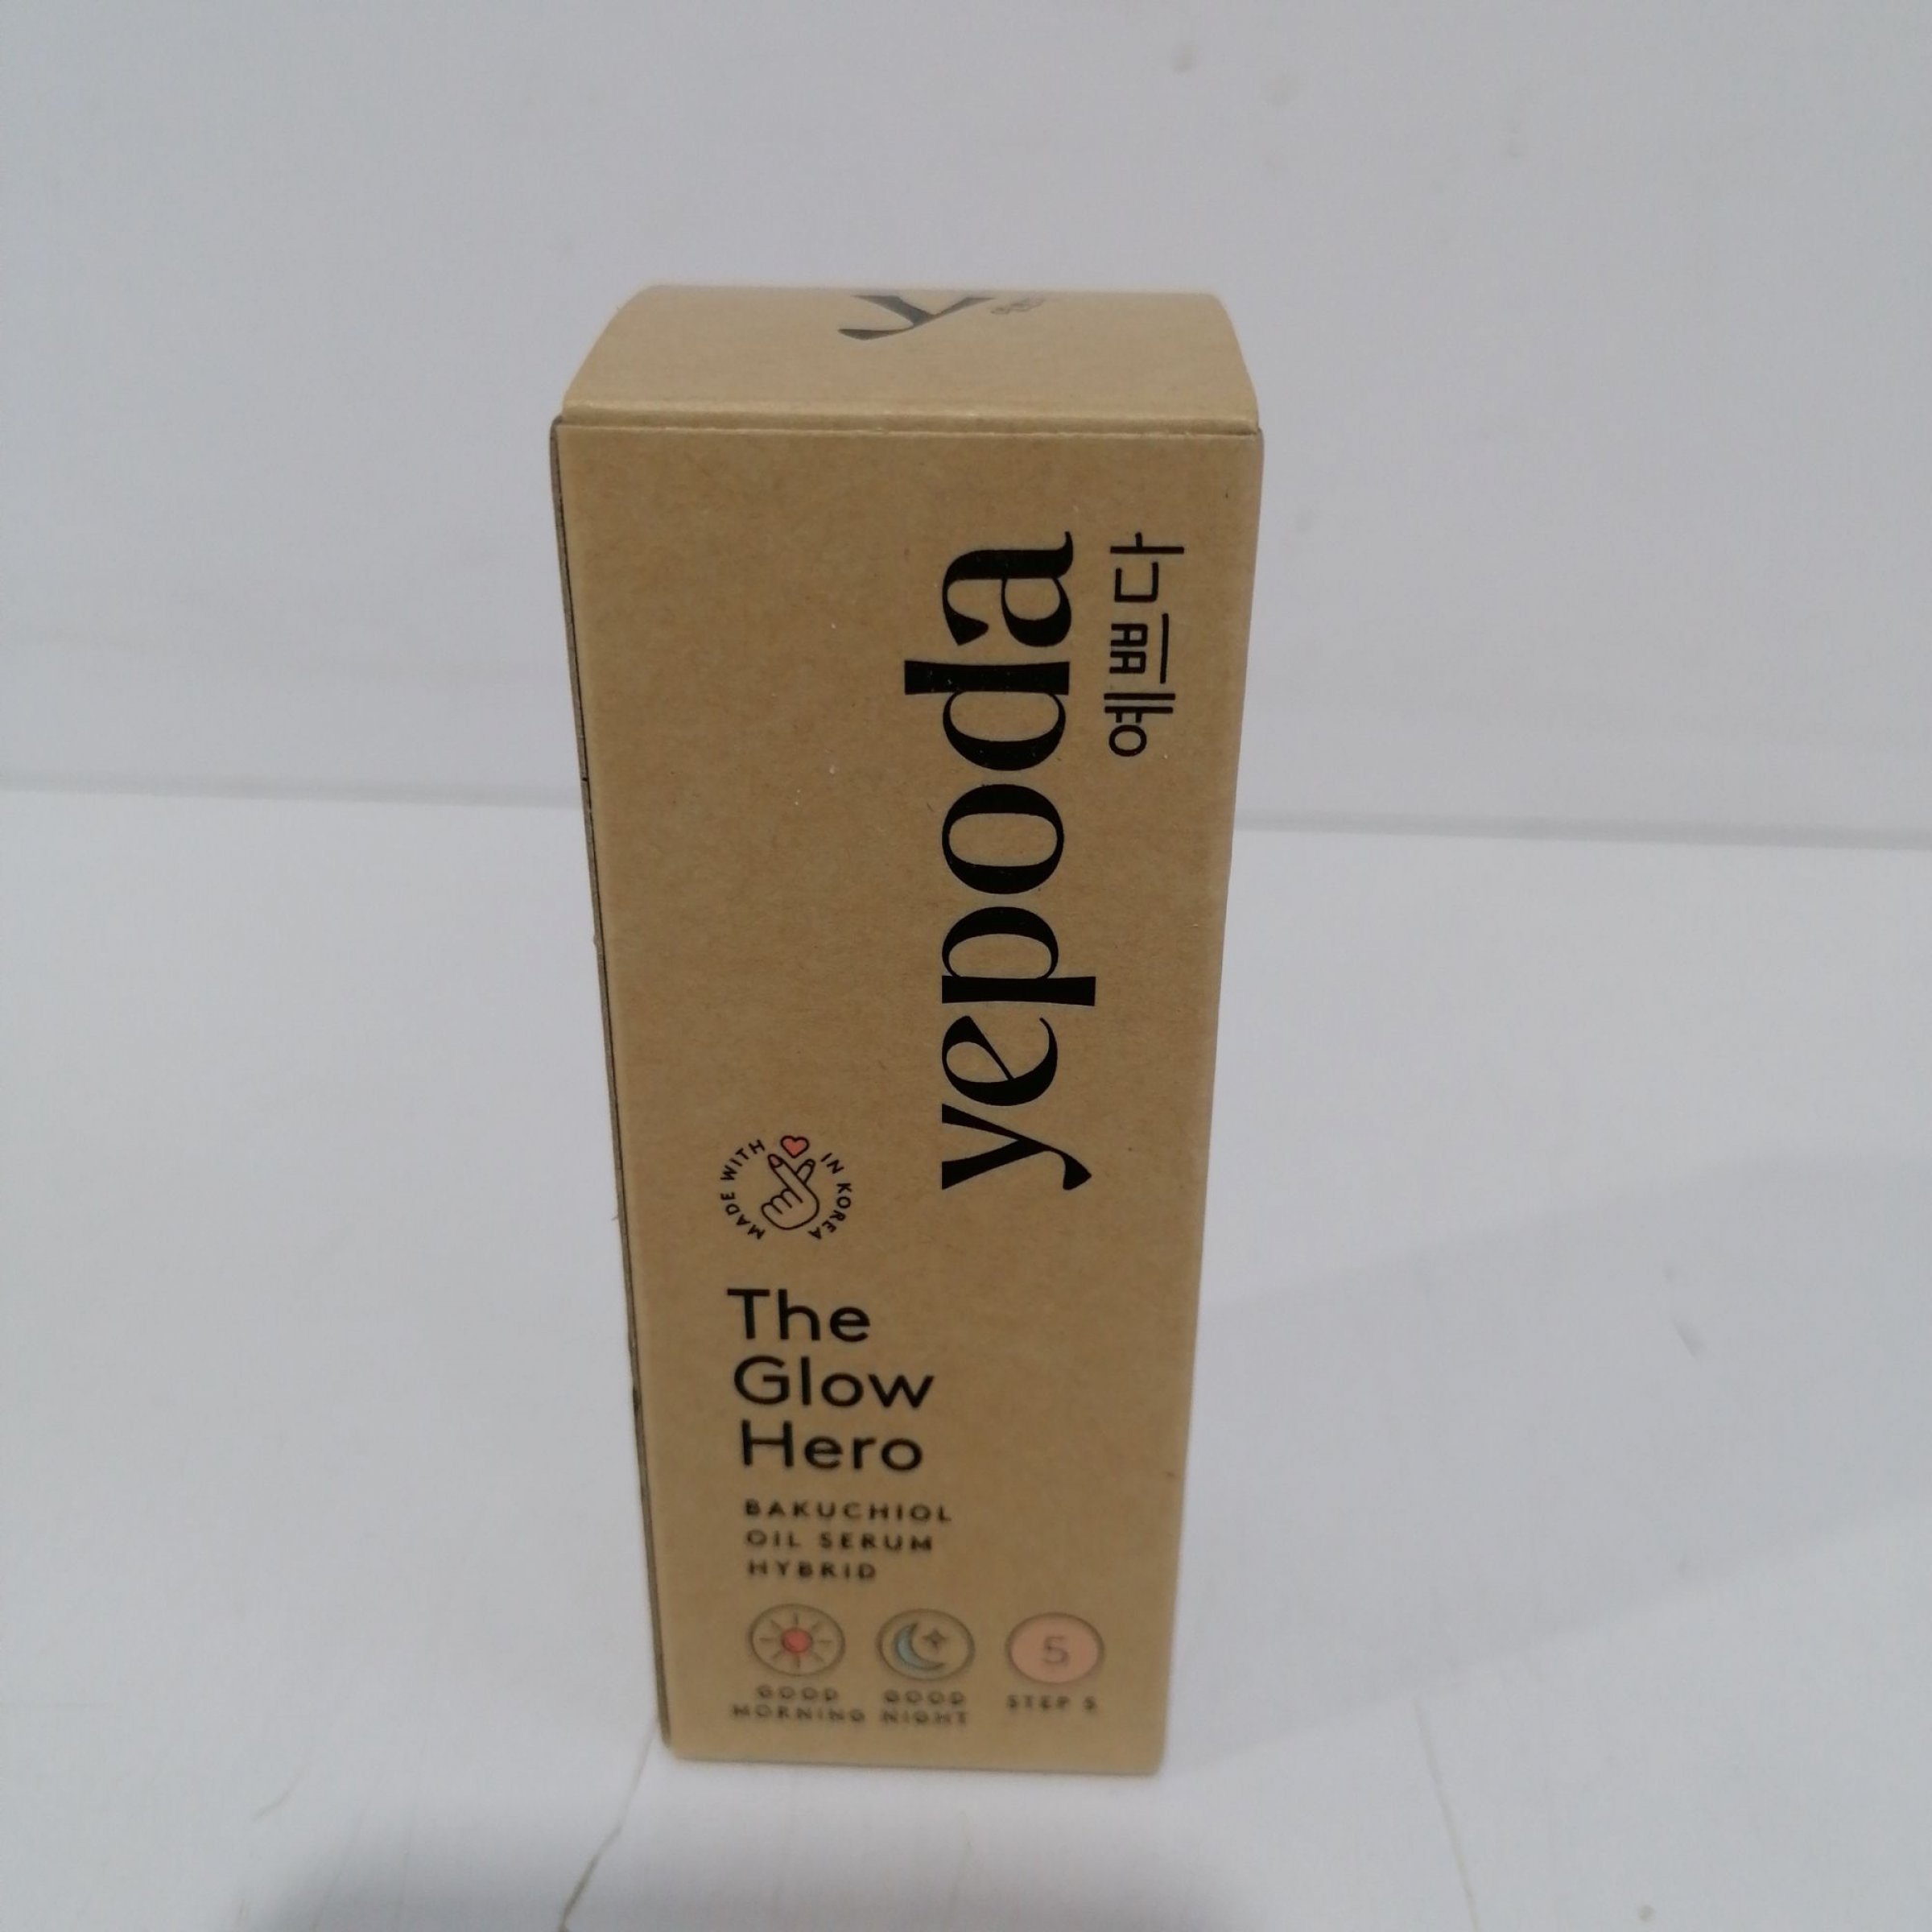 y
yepoda
예뽀다
MADE WITH IN KOREA
The
Glow
Hero
BAKUCHIOL
OIL SERUM
HYBRID
5
GOOD
MORNING
GOOD
NIGHT
STEP 5